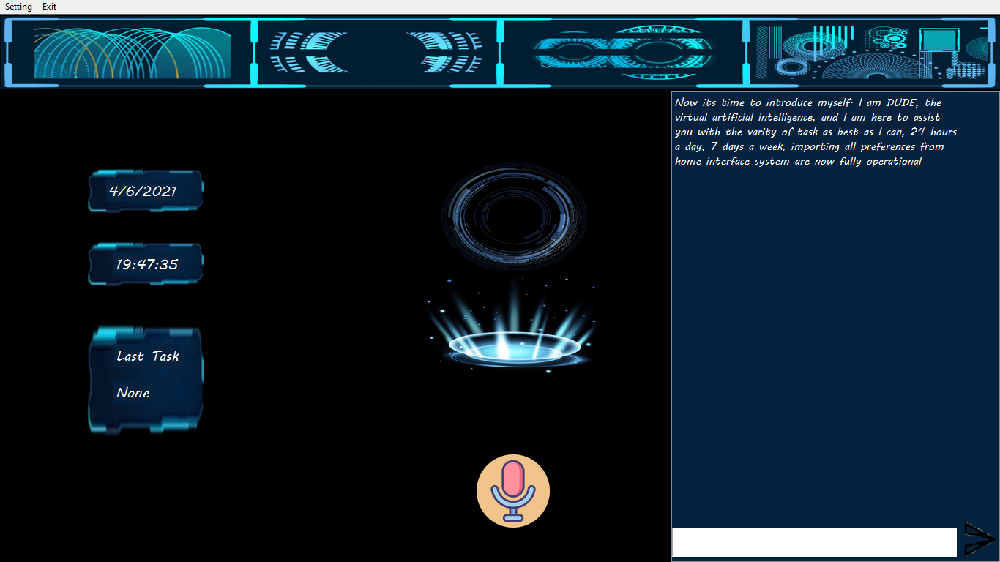 Setting Exit
Now its time to introduce myself. I am DUDE, the
virtual artificial intelligence, and I am here to assist
you with the varity of task as best as I can, 24 hours
a day, 7 days a week, importing all preferences from
home interface system are now fully operational
4/6/2021
19:47:35
Last Task
None